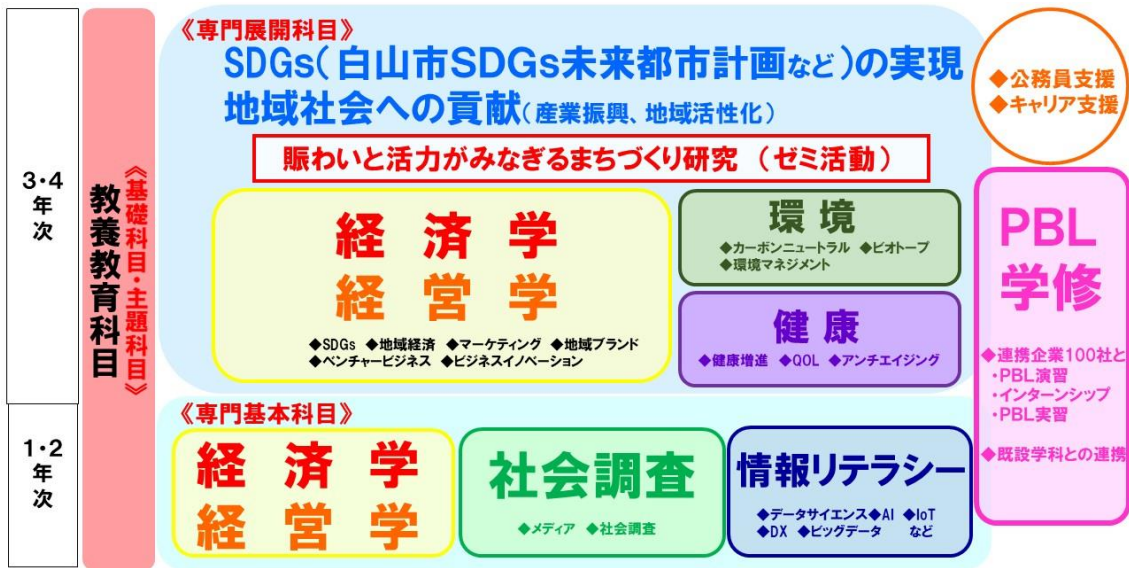 3・4
年
次
1・2
年
次
教養教育科目
《基礎科目・主題科目》
《専門展開科目》
SDGs(白山市SDGs未来都市計画など)の実現
地域社会への貢献(産業振興、地域活性化)
賑わいと活力がみなぎるまちづくり研究 (ゼミ活動)
経済学
経営学
◆SDGs ◆地域経済 ◆マーケティング ◆地域ブランド
◆ベンチャービジネス ◆ビジネスイノベーション
環境
◆カーボンニュートラル ◆ビオトープ
◆環境マネジメント
健康
◆健康増進 ◆QOL ◆アンチエイジング
《専門基本科目》
経済学
経営学
社会調査
◆メディア ◆社会調査
情報リテラシー
◆データサイエンス◆AI ◆IoT
◆DX ◆ビッグデータ など
◆公務員支援
◆キャリア支援
PBL
学修
◆連携企業100社と
・PBL演習
・インターンシップ
・PBL実習
◆既設学科との連携